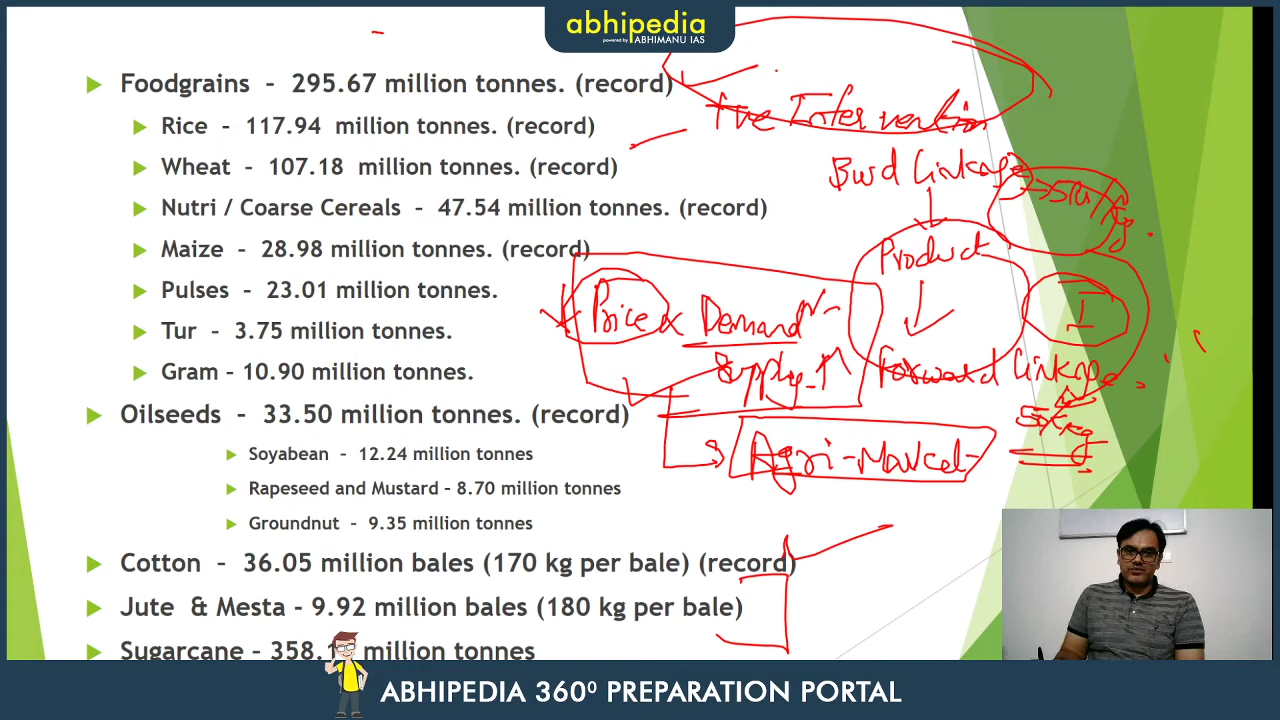 abhipedia
powered by ABHIMANU IAS
Foodgrains - 295.67 million tonnes. (record)
Rice - 117.94 million tonnes. (record)
Wheat - 107.18 million tonnes. (record)
Nutri / Coarse Cereals - 47.54 million tonnes. (record)
Maize - 28.98 million tonnes. (record)
Pulses - 23.01 million tonnes.
Tur - 3.75 million tonnes.
Gram - 10.90 million tonnes.
Oilseeds - 33.50 million tonnes. (record)
Soyabean - 12.24 million tonnes
Rapeseed and Mustard - 8.70 million tonnes
Groundnut - 9.35 million tonnes
Cotton - 36.05 million bales (170 kg per bale) (record)
Jute & Mesta - 9.92 million bales (180 kg per bale)
Sugarcane - 358. million tonnes
+ve Intervention
Bwd Linkage
Product
Price ∝ Demand
Supply ↑
Forward Linkage
I
Agri-Market
ABHIPEDIA 360⁰ PREPARATION PORTAL